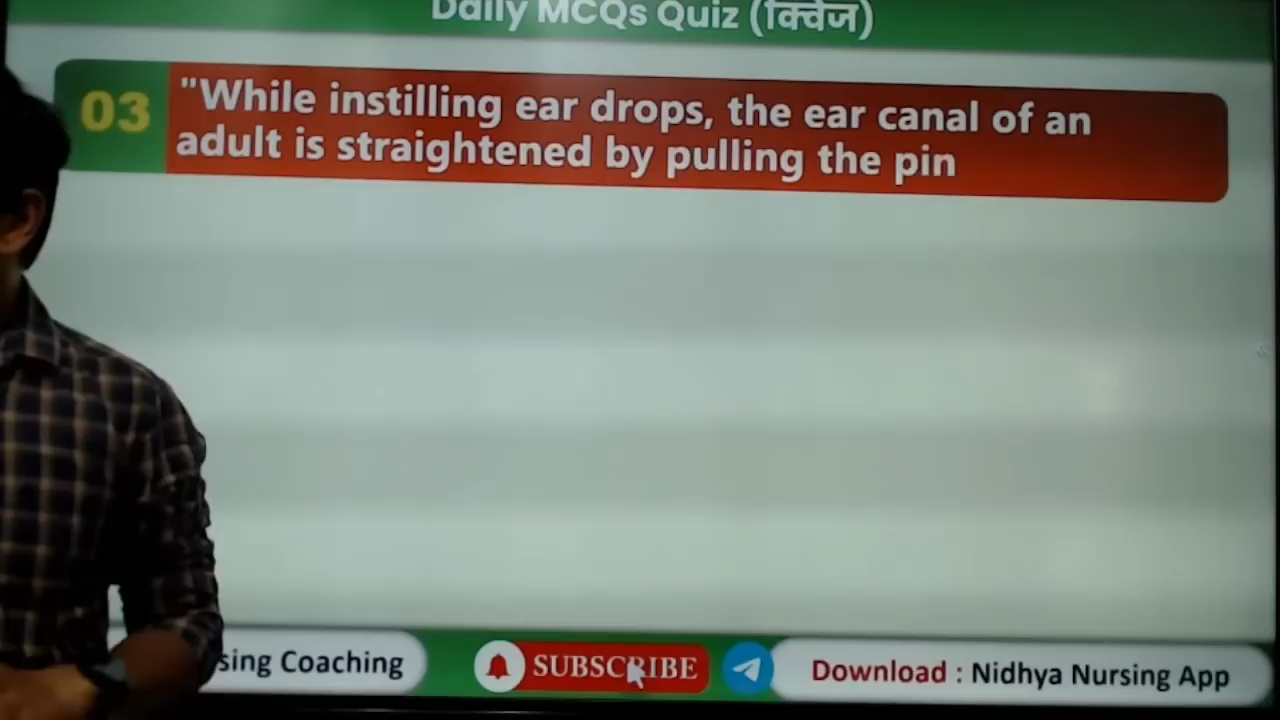 Daily MCQs Quiz (क्विज)
03
"While instilling ear drops, the ear canal of an
adult is straightened by pulling the pin
sing Coaching
SUBSCRIBE
Download : Nidhya Nursing App